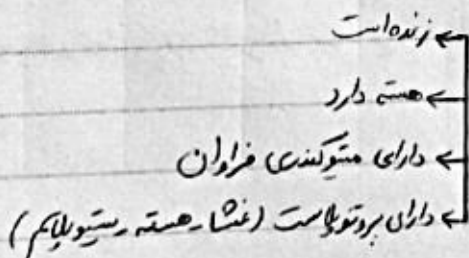 ← زنده است
← هسته دارد
← دارای میتوکندری فراوان
← دارای پروتوپلاست (غشا - هسته - سیتوپلاسم)